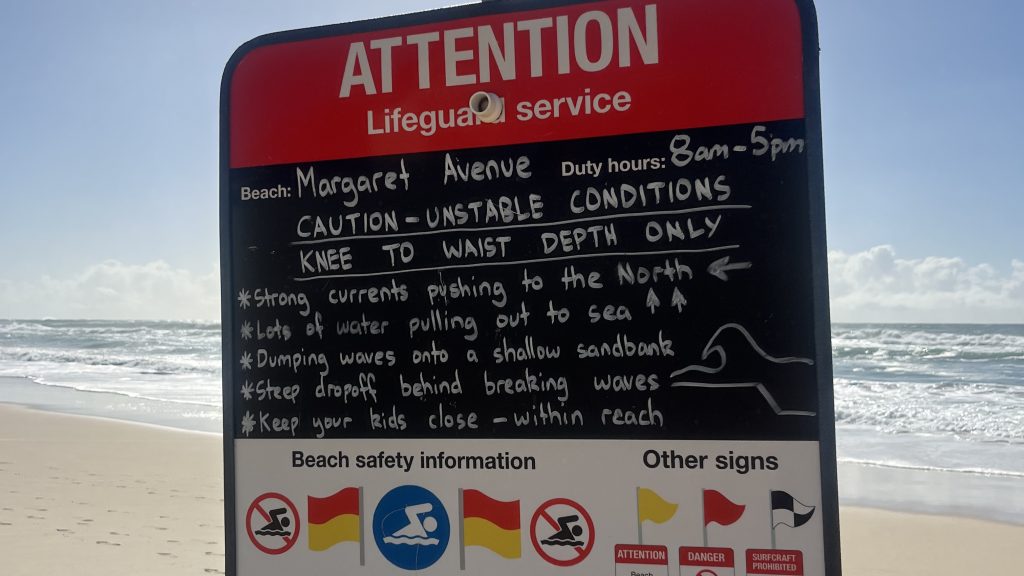 ATTENTION
Lifeguard service
Beach: Margaret Avenue Duty hours: 8am-5pm
CAUTION - UNSTABLE CONDITIONS
KNEE TO WAIST DEPTH ONLY
* Strong currents pushing to the North
* Lots of water pulling out to sea
* Dumping waves onto a shallow sandbank
* Steep dropoff behind breaking waves
* Keep your kids close - within reach
Beach safety information Other signs
ATTENTION DANGER SURFCRAFT PROHIBITED
Beach